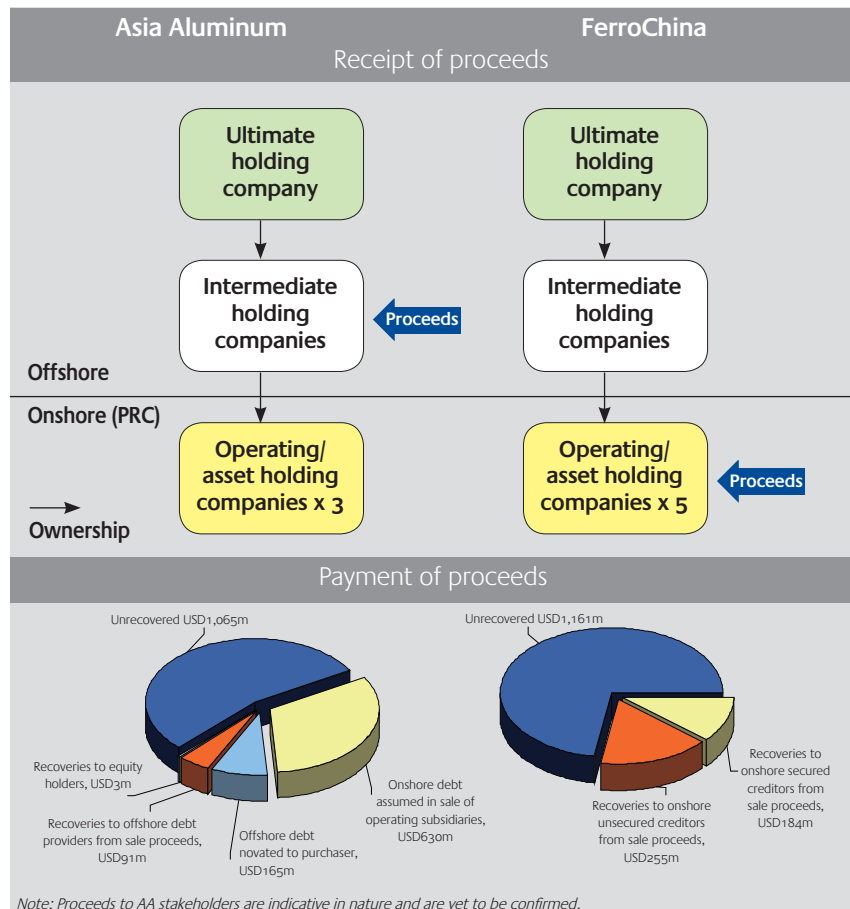 Asia Aluminum
FerroChina
Receipt of proceeds
Ultimate
holding
company
Ultimate
holding
company
Intermediate
holding
companies
Proceeds
Intermediate
holding
companies
Offshore
Onshore (PRC)
Operating/
asset holding
companies x 3
Operating/
asset holding
companies x 5
Proceeds
Ownership
Payment of proceeds
Unrecovered USD1,065m
Recoveries to equity
holders, USD3m
Recoveries to offshore debt
providers from sale proceeds,
USD91m
Offshore debt
novated to purchaser,
USD165m
Onshore debt
assumed in sale of
operating subsidiaries,
USD630m
Unrecovered USD1,161m
Recoveries to onshore
unsecured creditors
from sale proceeds,
USD255m
Recoveries to
onshore secured
creditors from
sale proceeds,
USD184m
Note: Proceeds to AA stakeholders are indicative in nature and are yet to be confirmed.